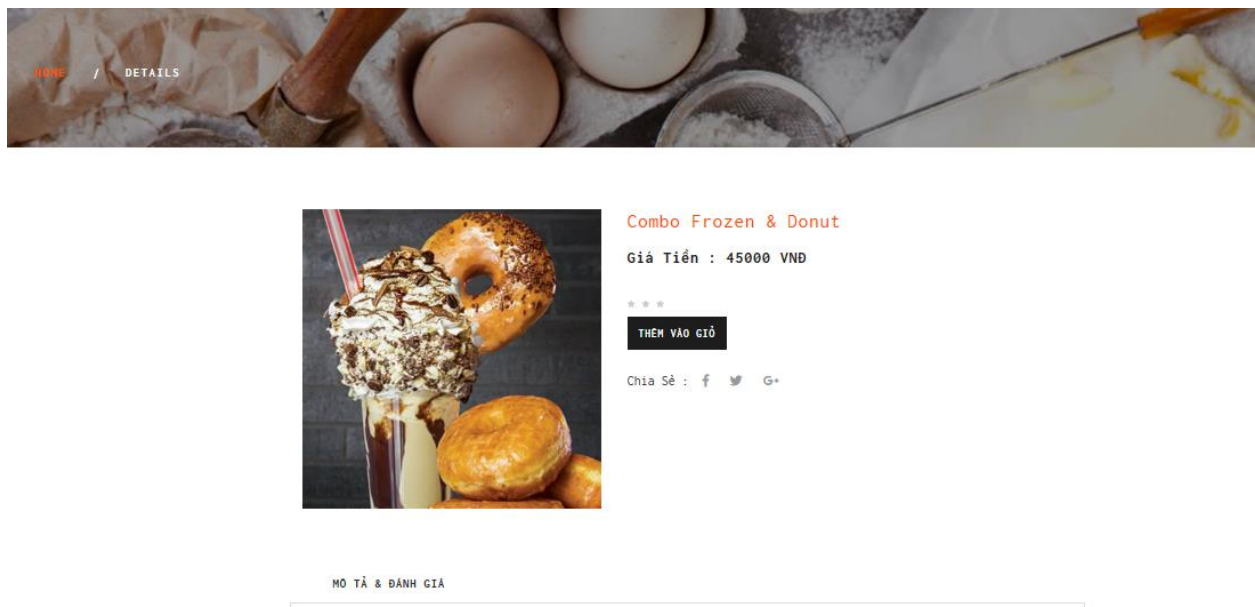 HOME / DETAILS
Combo Frozen & Donut
Giá Tiền : 45000 VNĐ
THÊM VÀO GIỎ
Chia Sẻ : f G+
MÔ TẢ & ĐÁNH GIÁ